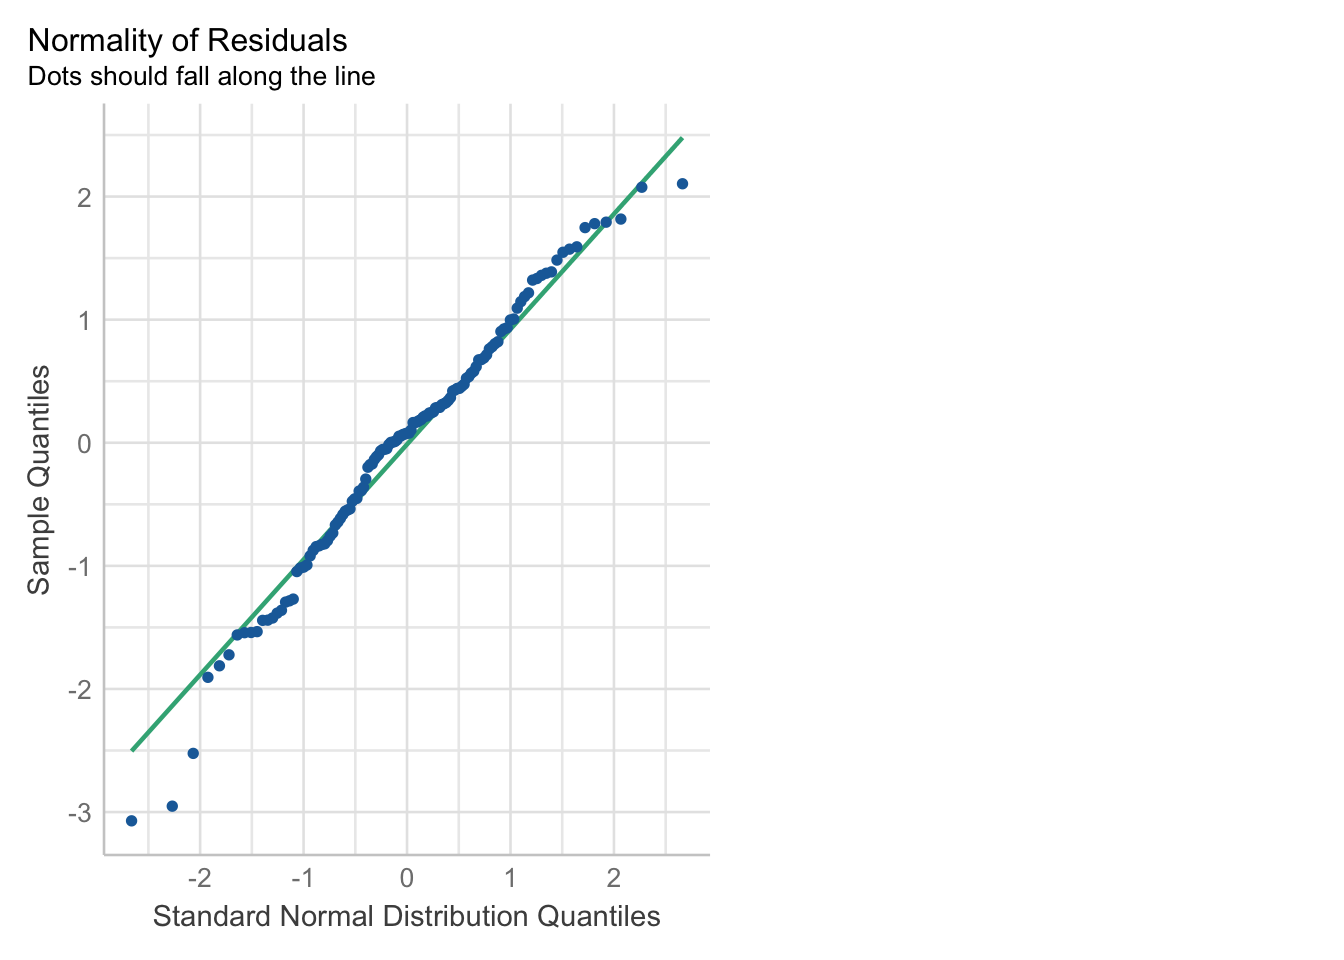 Normality of Residuals
Dots should fall along the line
Sample Quantiles
2
1
0
-1
-2
-3
-2 -1 0 1 2
Standard Normal Distribution Quantiles